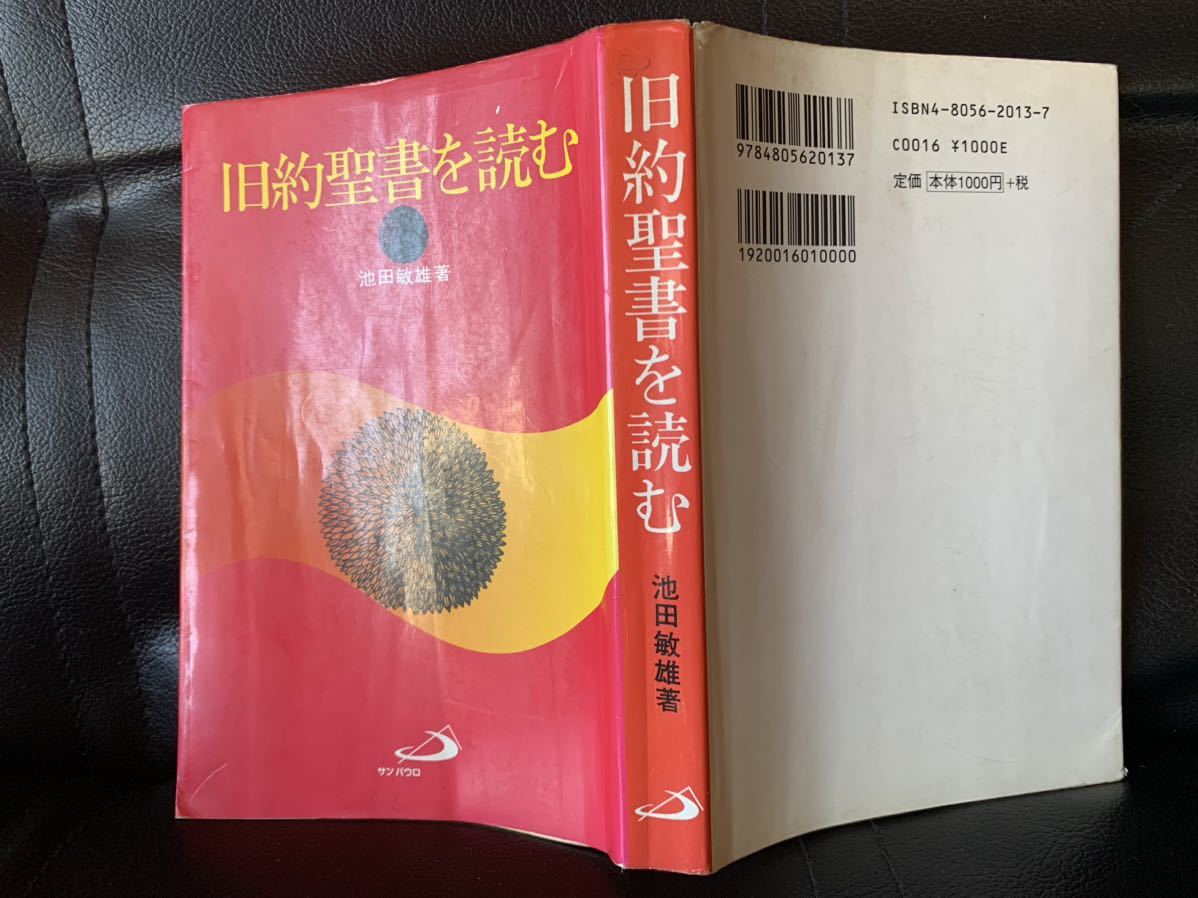 旧約聖書を読む
池田敏雄著
サンパウロ
旧約聖書を読む
池田敏雄著
9784805620137
1920016010000
ISBN4-8056-2013-7
C0016 ¥1000E
定価 本体1000円+税